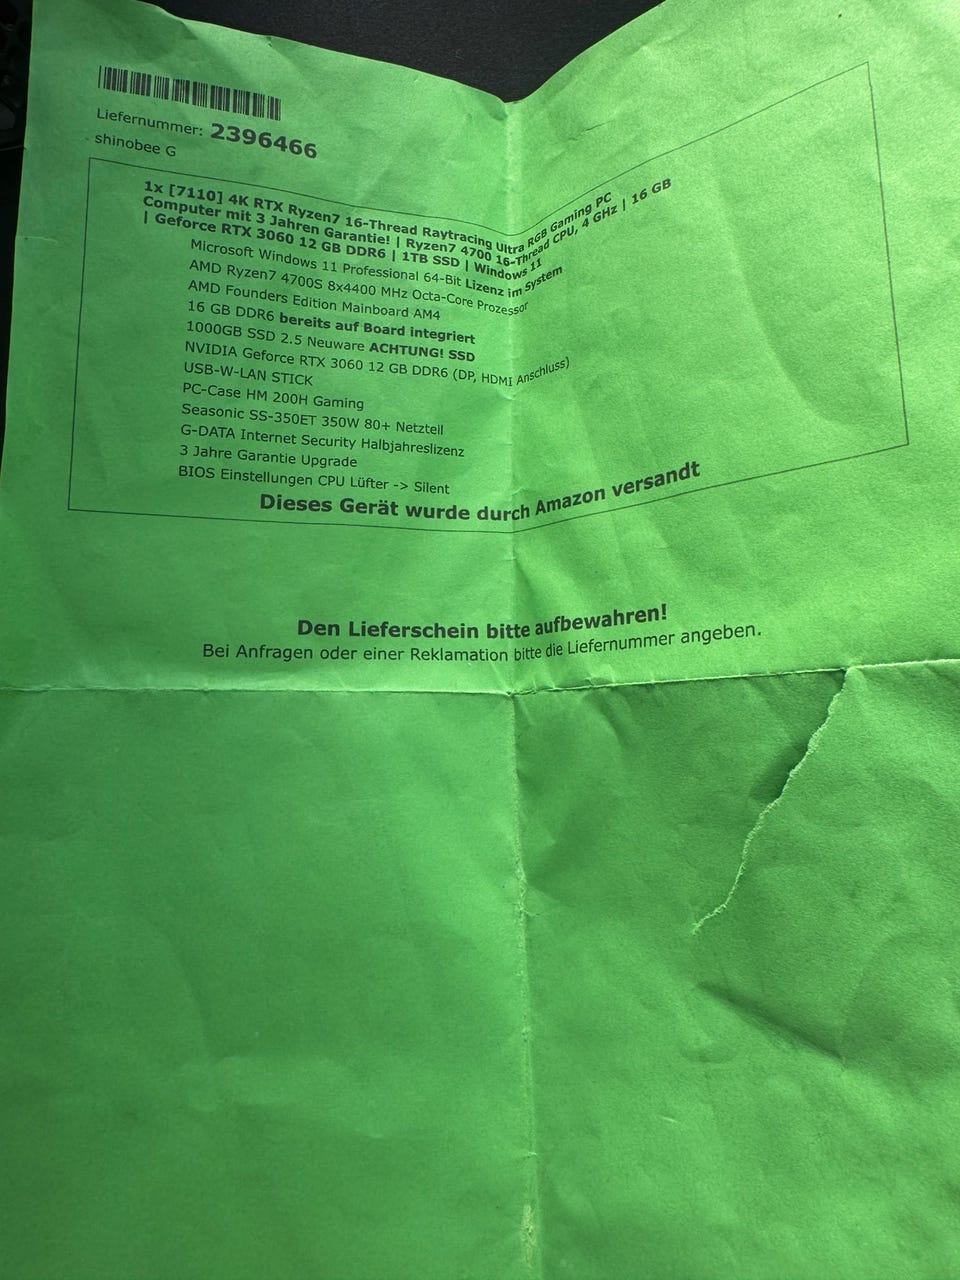 Liefernummer: 2396466
shinobee G
1x [7110] 4K RTX Ryzen7 16-Thread Raytracing Ultra RGB Gaming PC
Computer mit 3 Jahren Garantie! | Ryzen7 4700 16-Thread CPU, 4 GHz | 16 GB
| Geforce RTX 3060 12 GB DDR6 | 1TB SSD | Windows 11
Microsoft Windows 11 Professional 64-Bit Lizenz im System
AMD Ryzen7 4700S 8x4400 MHz Octa-Core Prozessor
AMD Founders Edition Mainboard AM4
16 GB DDR6 bereits auf Board integriert
1000GB SSD 2.5 Neuware ACHTUNG! SSD
NVIDIA Geforce RTX 3060 12 GB DDR6 (DP, HDMI Anschluss)
USB-W-LAN STICK
PC-Case HM 200H Gaming
Seasonic SS-350ET 350W 80+ Netzteil
G-DATA Internet Security Halbjahreslizenz
3 Jahre Garantie Upgrade
BIOS Einstellungen CPU Lüfter -> Silent
Dieses Gerät wurde durch Amazon versandt
Den Lieferschein bitte aufbewahren!
Bei Anfragen oder einer Reklamation bitte die Liefernummer angeben.